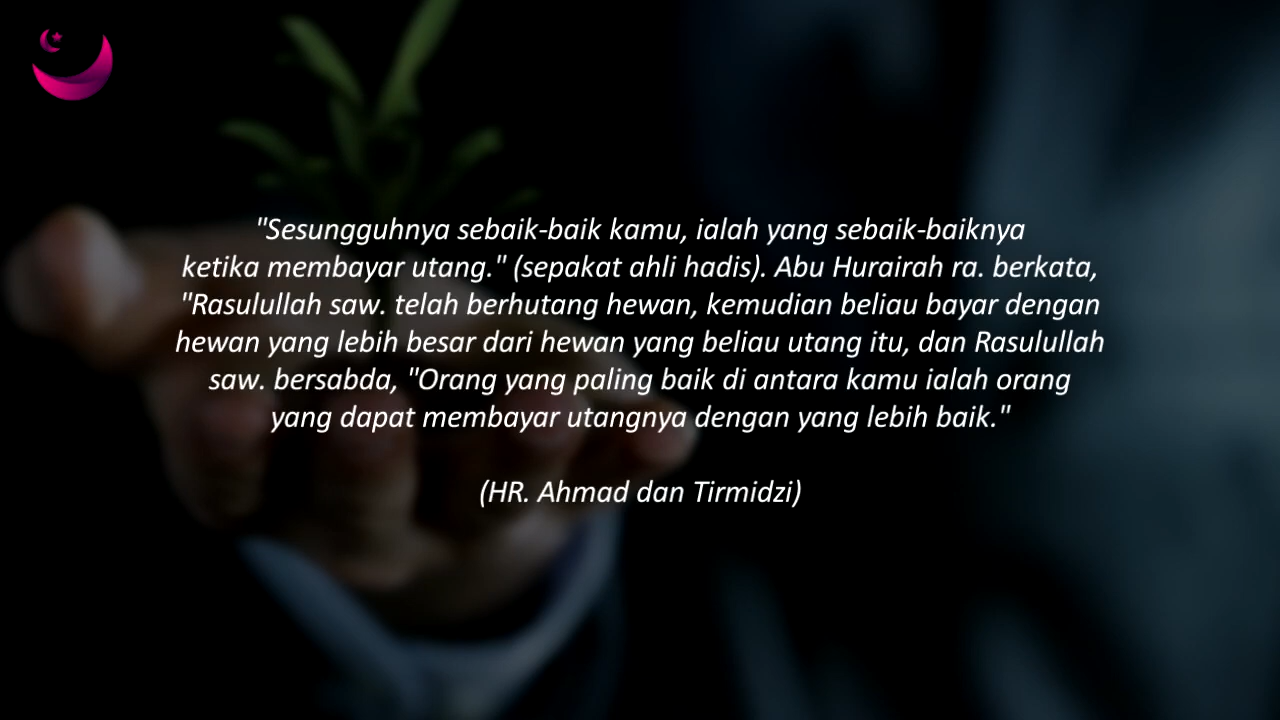 "Sesungguhnya sebaik-baik kamu, ialah yang sebaik-baiknya
ketika membayar utang." (sepakat ahli hadis). Abu Hurairah ra. berkata,
"Rasulullah saw. telah berhutang hewan, kemudian beliau bayar dengan
hewan yang lebih besar dari hewan yang beliau utang itu, dan Rasulullah
saw. bersabda, "Orang yang paling baik di antara kamu ialah orang
yang dapat membayar utangnya dengan yang lebih baik."
(HR. Ahmad dan Tirmidzi)